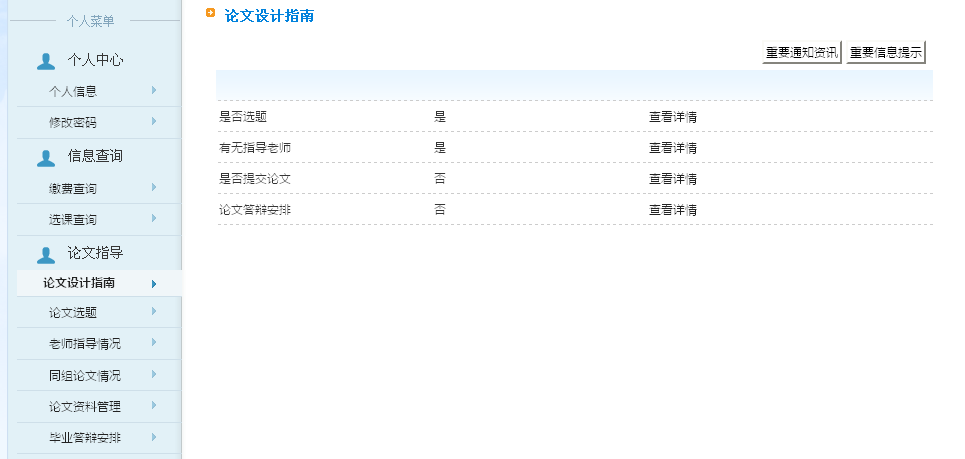 个人菜单
个人中心
个人信息
修改密码
信息查询
缴费查询
选课查询
论文指导
论文设计指南
论文选题
老师指导情况
同组论文情况
论文资料管理
毕业答辩安排
论文设计指南
重要通知资讯 重要信息提示
是否选题 是 查看详情
有无指导老师 是 查看详情
是否提交论文 否 查看详情
论文答辩安排 否 查看详情